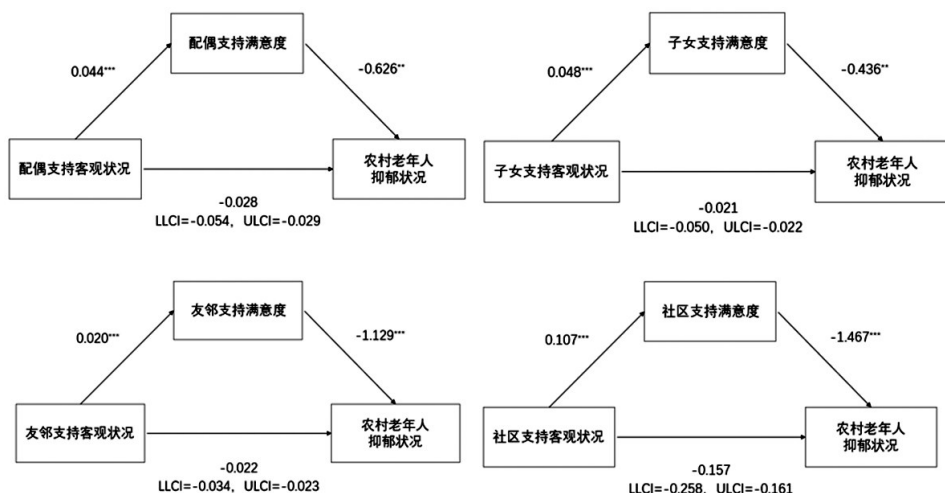 配偶支持满意度
0.044***
-0.626**
配偶支持客观状况
农村老年人
抑郁状况
-0.028
LLCI=-0.054, ULCI=-0.029
子女支持满意度
0.048***
-0.436**
子女支持客观状况
农村老年人
抑郁状况
-0.021
LLCI=-0.050, ULCI=-0.022
友邻支持满意度
0.020***
-1.129***
友邻支持客观状况
农村老年人
抑郁状况
-0.022
LLCI=-0.034, ULCI=-0.023
社区支持满意度
0.107***
-1.467***
社区支持客观状况
农村老年人
抑郁状况
-0.157
LLCI=-0.258, ULCI=-0.161